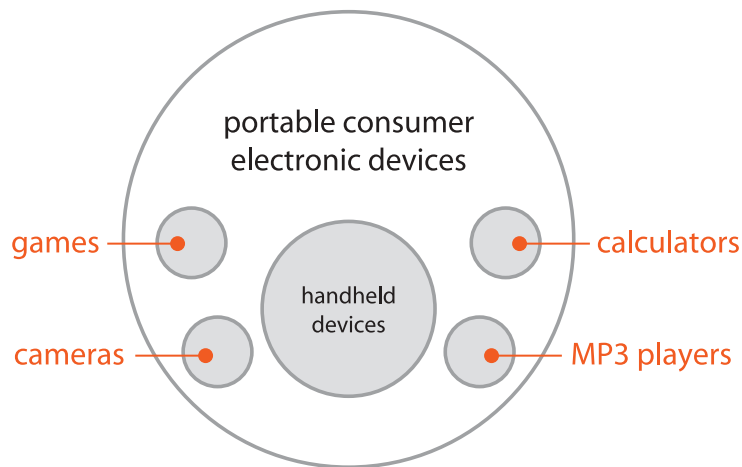 portable consumer
electronic devices
games
calculators
handheld
devices
cameras
MP3 players